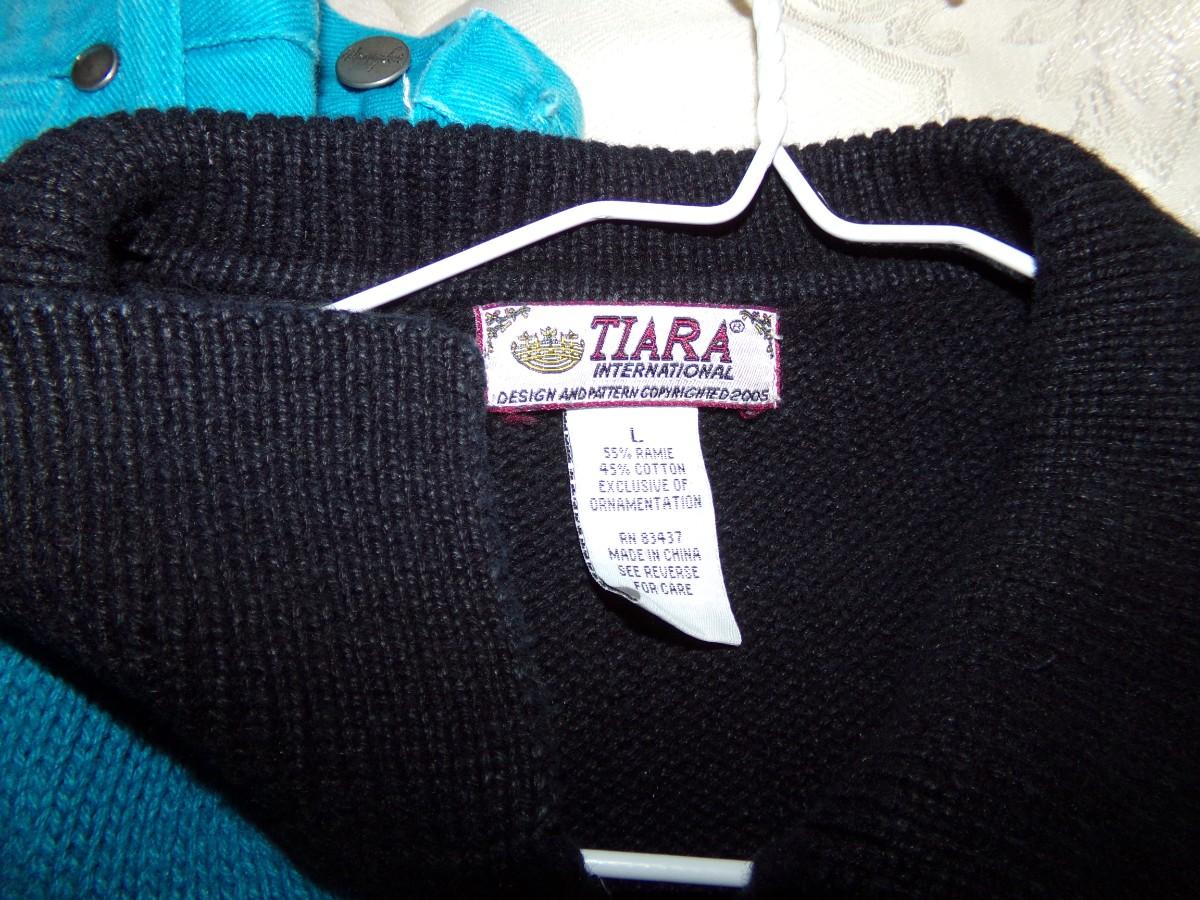 TIARA®
INTERNATIONAL
DESIGN AND PATTERN COPYRIGHTED 2005
L
55% RAMIE
45% COTTON
EXCLUSIVE OF
ORNAMENTATION
RN 83437
MADE IN CHINA
SEE REVERSE
FOR CARE